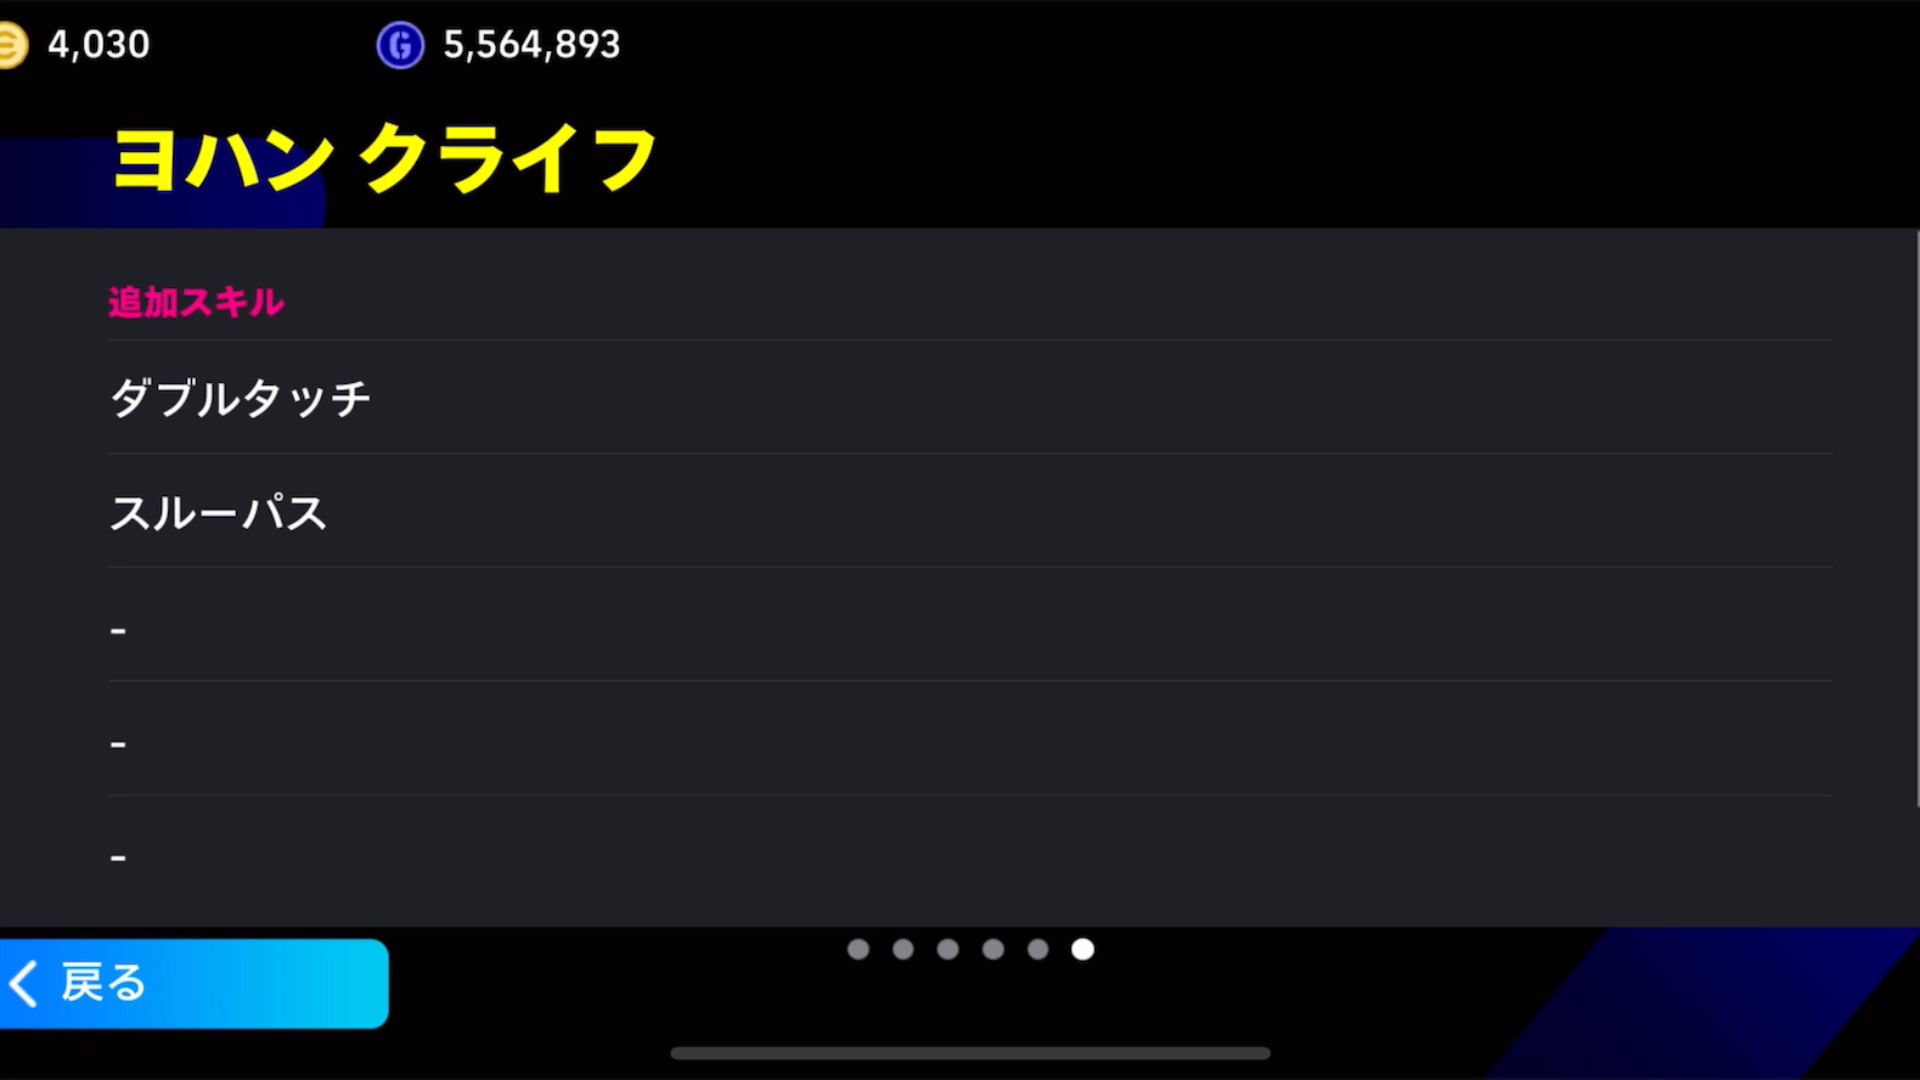 4,030
5,564,893
ヨハン クライフ
追加スキル
ダブルタッチ
スルーパス
-
-
-
戻る